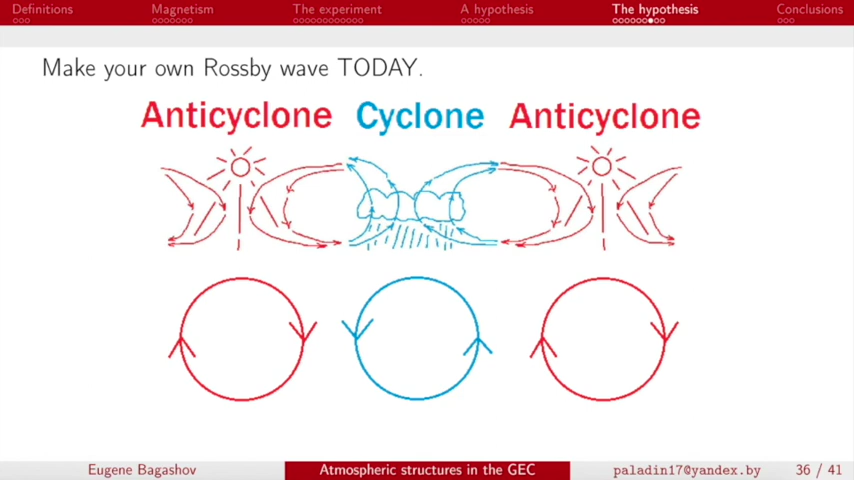 Definitions Magnetism The experiment A hypothesis The hypothesis Conclusions
Make your own Rossby wave TODAY.
Anticyclone Cyclone Anticyclone
Eugene Bagashov Atmospheric structures in the GEC paladin17@yandex.by 36 / 41